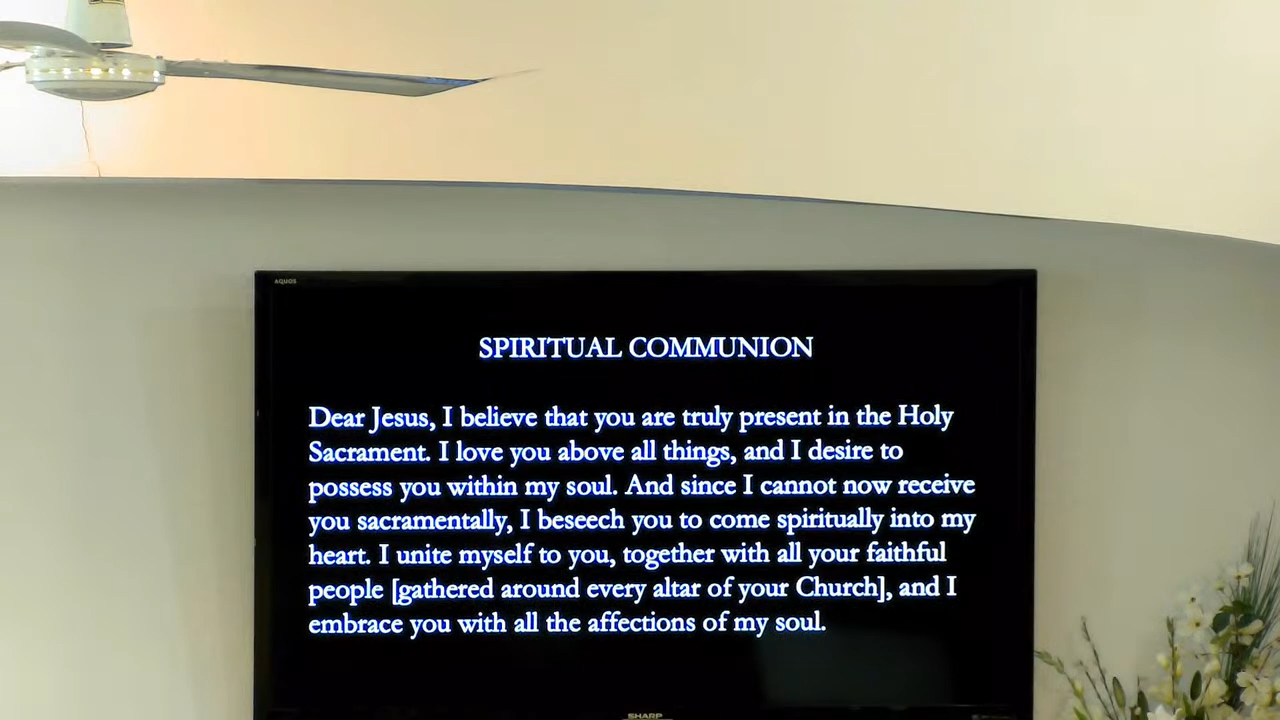 AQUOS
SPIRITUAL COMMUNION
Dear Jesus, I believe that you are truly present in the Holy
Sacrament. I love you above all things, and I desire to
possess you within my soul. And since I cannot now receive
you sacramentally, I beseech you to come spiritually into my
heart. I unite myself to you, together with all your faithful
people [gathered around every altar of your Church], and I
embrace you with all the affections of my soul.
SHARP